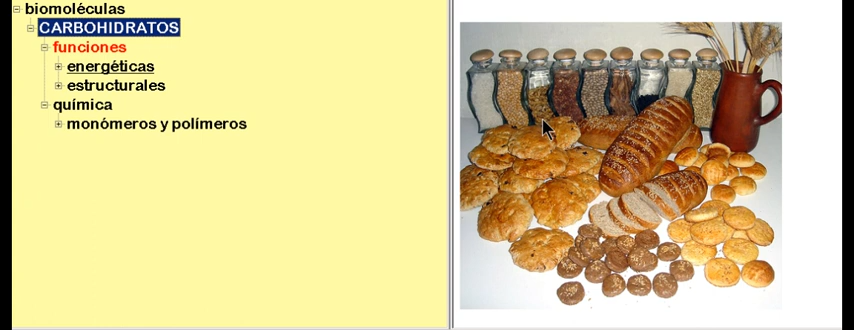 biomoléculas
CARBOHIDRATOS
funciones
energéticas
estructurales
química
monómeros y polímeros